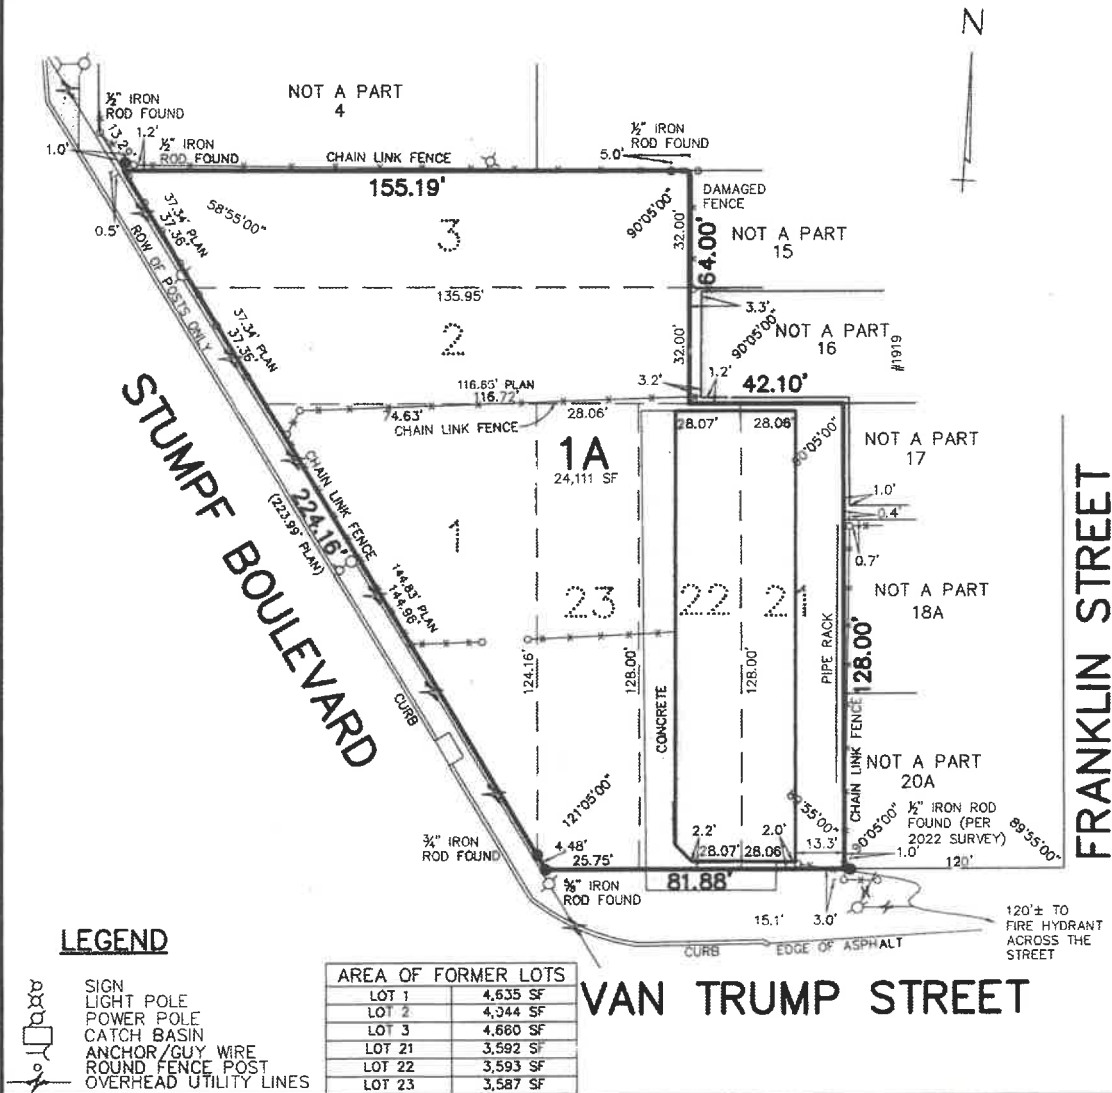 N
NOT A PART
4
½" IRON
ROD FOUND
13.29'
1.2'
½" IRON
ROD FOUND
1.0'
CHAIN LINK FENCE
½" IRON
ROD FOUND
5.0'
155.19'
DAMAGED
FENCE
58°55'00"
90°05'00"
0.5'
37.34' PLAN
37.36'
ROW OF POSTS ONLY
3
32.00'
64.00'
NOT A PART
15
135.95'
3.3'
90°05'00"
37.34' PLAN
37.36'
2
32.00'
NOT A PART
16
#1919
116.65' PLAN
116.72'
3.2'
1.2'
42.10'
74.63'
28.06'
CHAIN LINK FENCE
28.07'
28.06'
90°05'00"
NOT A PART
17
1A
24,111 SF
STUMPF BOULEVARD
CHAIN LINK FENCE
224.16'
(223.99' PLAN)
1.0'
0.4'
0.7'
1
144.83' PLAN
144.96'
23
22
21
NOT A PART
18A
FRANKLIN STREET
124.16'
128.00'
128.00'
PIPE RACK
128.00'
CONCRETE
CURB
CHAIN LINK FENCE
NOT A PART
20A
121°05'00"
½" IRON ROD
FOUND (PER
2022 SURVEY)
90°05'00"
89°55'00"
¾" IRON
ROD FOUND
4.48'
25.75'
2.2'
28.07'
2.0'
28.06'
13.3'
1.0'
120'
81.88'
⅝" IRON
ROD FOUND
15.1'
3.0'
120'± TO
FIRE HYDRANT
ACROSS THE
STREET
CURB
EDGE OF ASPHALT
VAN TRUMP STREET
LEGEND
SIGN
LIGHT POLE
POWER POLE
CATCH BASIN
ANCHOR/GUY WIRE
ROUND FENCE POST
OVERHEAD UTILITY LINES
AREA OF FORMER LOTS
LOT 1 4,635 SF
LOT 2 4,044 SF
LOT 3 4,660 SF
LOT 21 3,592 SF
LOT 22 3,593 SF
LOT 23 3,587 SF